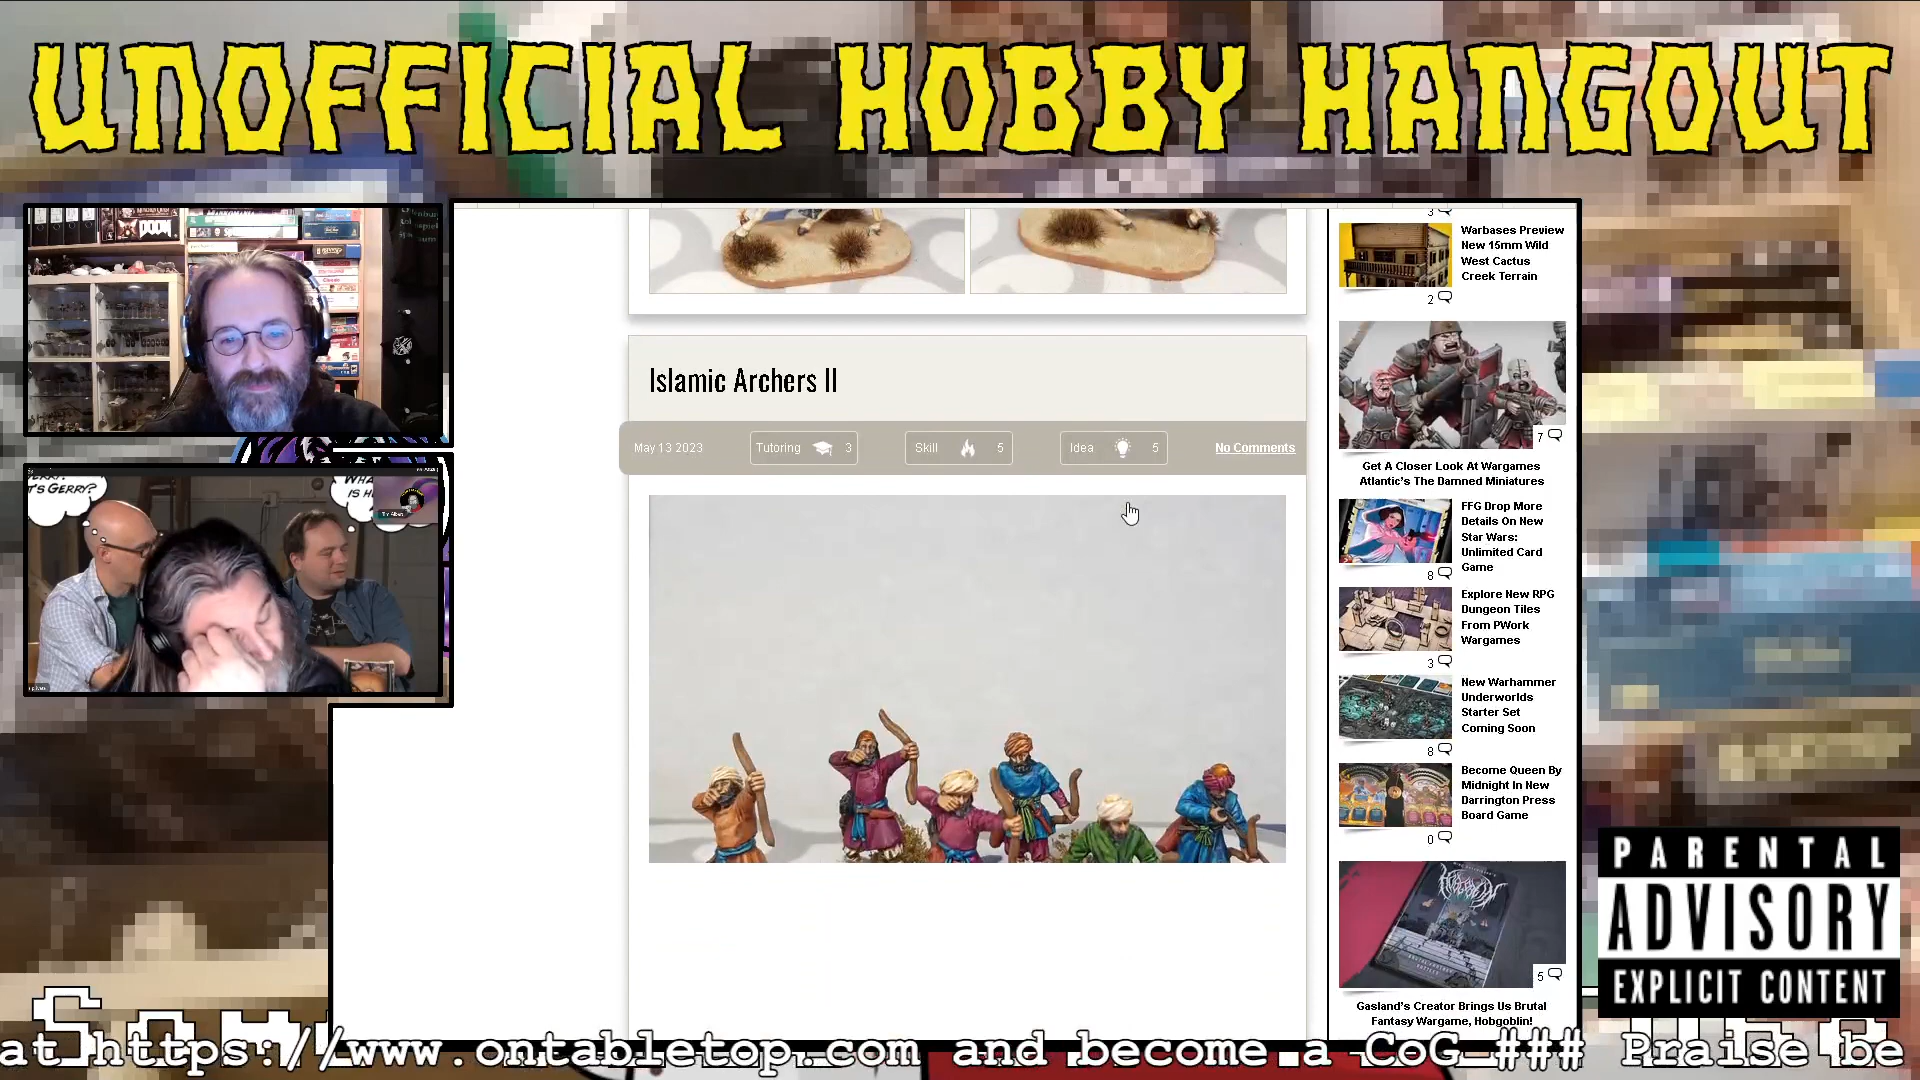 UNOFFICIAL HOBBY HANGOUT
DOOM
T'S GERRY?
WHA
IS H
Islamic Archers II
May 13 2023
Tutoring 3
Skill 5
Idea 5
No Comments
3
Warbases Preview
New 15mm Wild
West Cactus
Creek Terrain
2
7
Get A Closer Look At Wargames
Atlantic's The Damned Miniatures
FFG Drop More
Details On New
Star Wars:
Unlimited Card
Game
8
Explore New RPG
Dungeon Tiles
From PWork
Wargames
3
New Warhammer
Underworlds
Starter Set
Coming Soon
8
Become Queen By
Midnight In New
Darrington Press
Board Game
0
5
Gasland's Creator Brings Us Brutal
Fantasy Wargame, Hobgoblin!
PARENTAL
ADVISORY
EXPLICIT CONTENT
at https://www.ontabletop.com and become a CoG ### Praise be